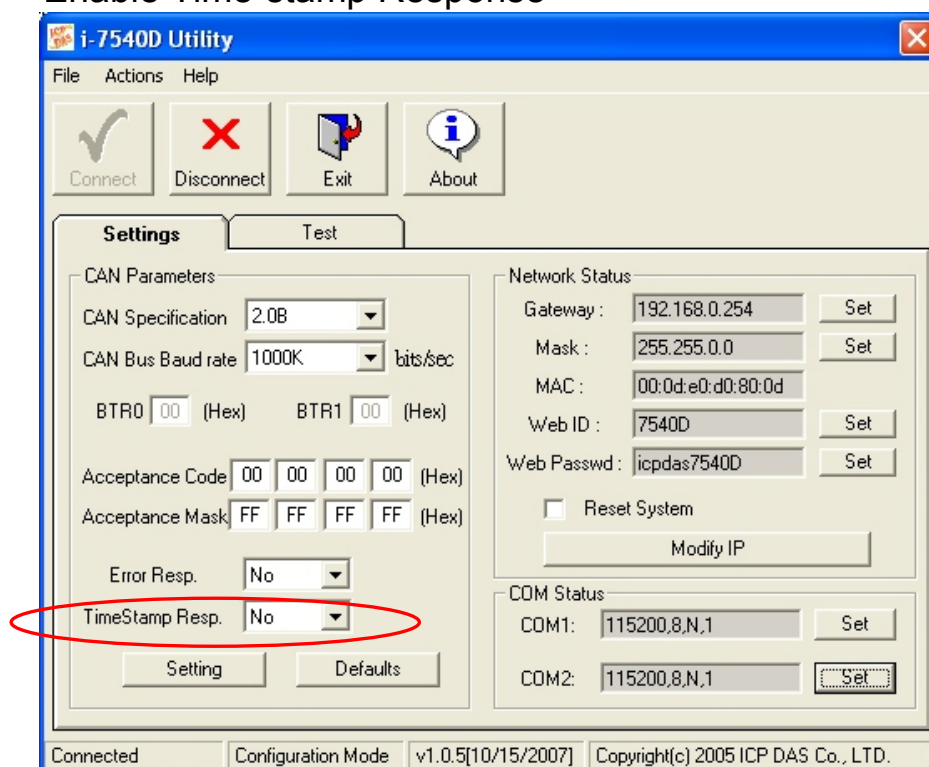 Enable Time-stamp Response
i-7540D Utility
File Actions Help
Connect Disconnect Exit About
Settings Test
CAN Parameters
CAN Specification 2.0B
CAN Bus Baud rate 1000K bits/sec
BTR0 00 (Hex) BTR1 00 (Hex)
Acceptance Code 00 00 00 00 (Hex)
Acceptance Mask FF FF FF FF (Hex)
Error Resp. No
TimeStamp Resp. No
Setting Defaults
Network Status
Gateway : 192.168.0.254 Set
Mask : 255.255.0.0 Set
MAC : 00:0d:e0:d0:80:0d
Web ID : 7540D Set
Web Passwd : icpdas7540D Set
Reset System
Modify IP
COM Status
COM1: 115200,8,N,1 Set
COM2: 115200,8,N,1 Set
Connected Configuration Mode v1.0.5[10/15/2007] Copyright(c) 2005 ICP DAS Co., LTD.